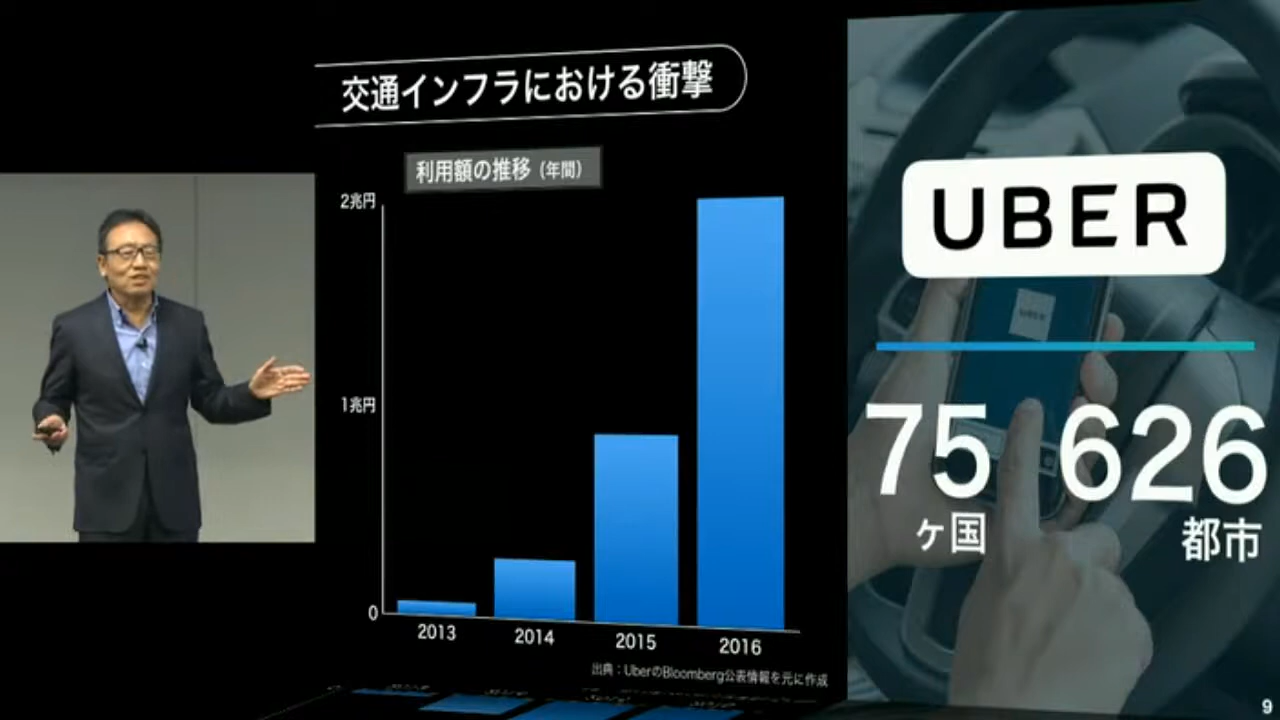 交通インフラにおける衝撃
利用額の推移（年間）
2兆円
1兆円
0
2013
2014
2015
2016
出典：UberのBloomberg公表情報を元に作成
UBER
UBER
75
ヶ国
626
都市
9